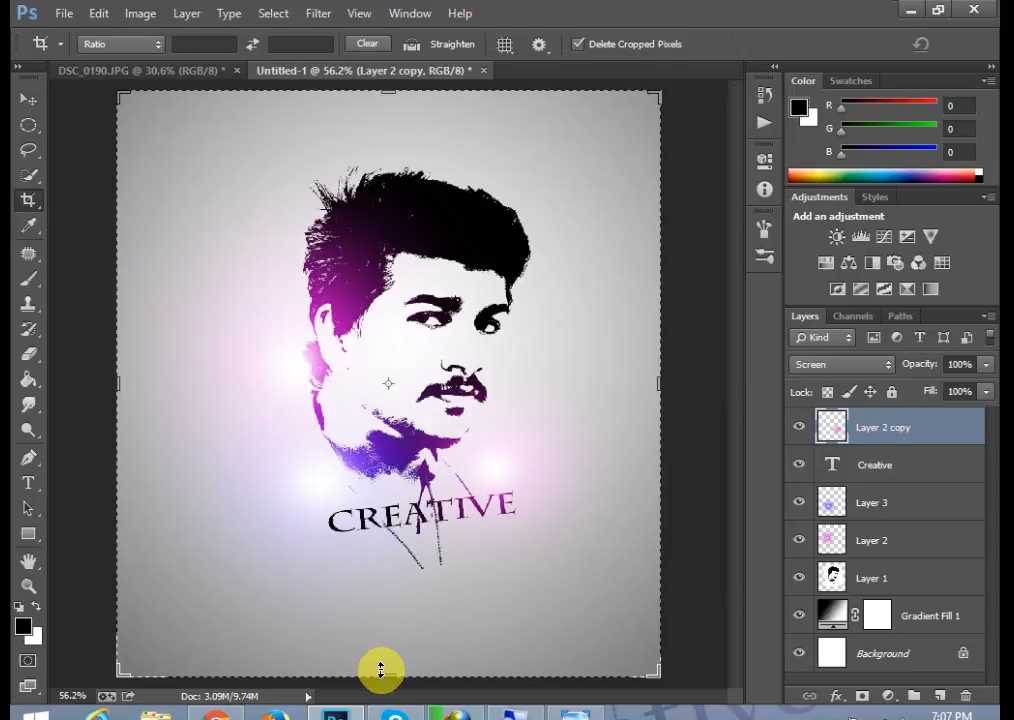 Ps File Edit Image Layer Type Select Filter View Window Help
Ratio Clear Straighten Delete Cropped Pixels
DSC_0190.JPG @ 30.6% (RGB/8) * × Untitled-1 @ 56.2% (Layer 2 copy, RGB/8) * ×
Color Swatches
R 0
G 0
B 0
Adjustments Styles
Add an adjustment
Layers Channels Paths
Kind
Screen Opacity: 100%
Lock: Fill: 100%
Layer 2 copy
T Creative
Layer 3
Layer 2
Layer 1
Gradient Fill 1
Background
CREATIVE
56.2% Doc: 3.09M/9.74M
7:07 PM